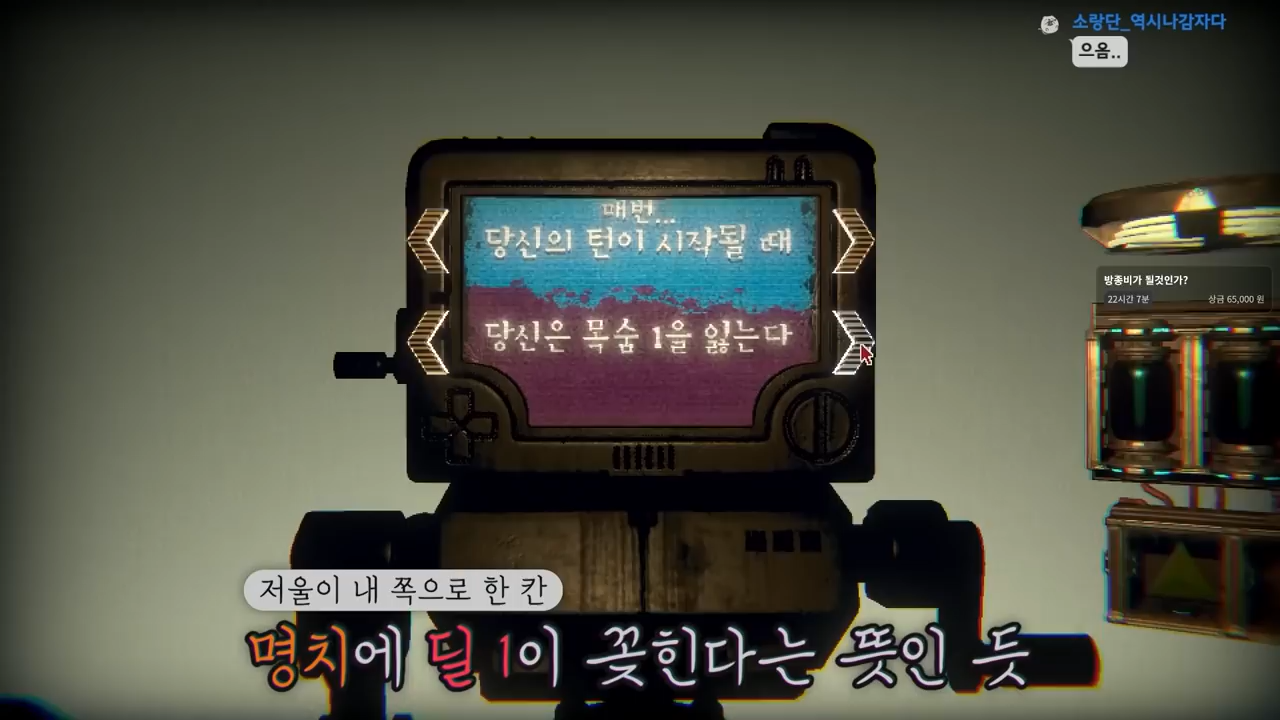 소랑단_역시나감자다
으음..
매번...
당신의 턴이 시작될 때
당신은 목숨 1을 잃는다
방종비가 될것인가?
22시간 7분 상금 65,000 원
저울이 내 쪽으로 한 칸
명치에 딜 1이 꽂힌다는 뜻인 듯